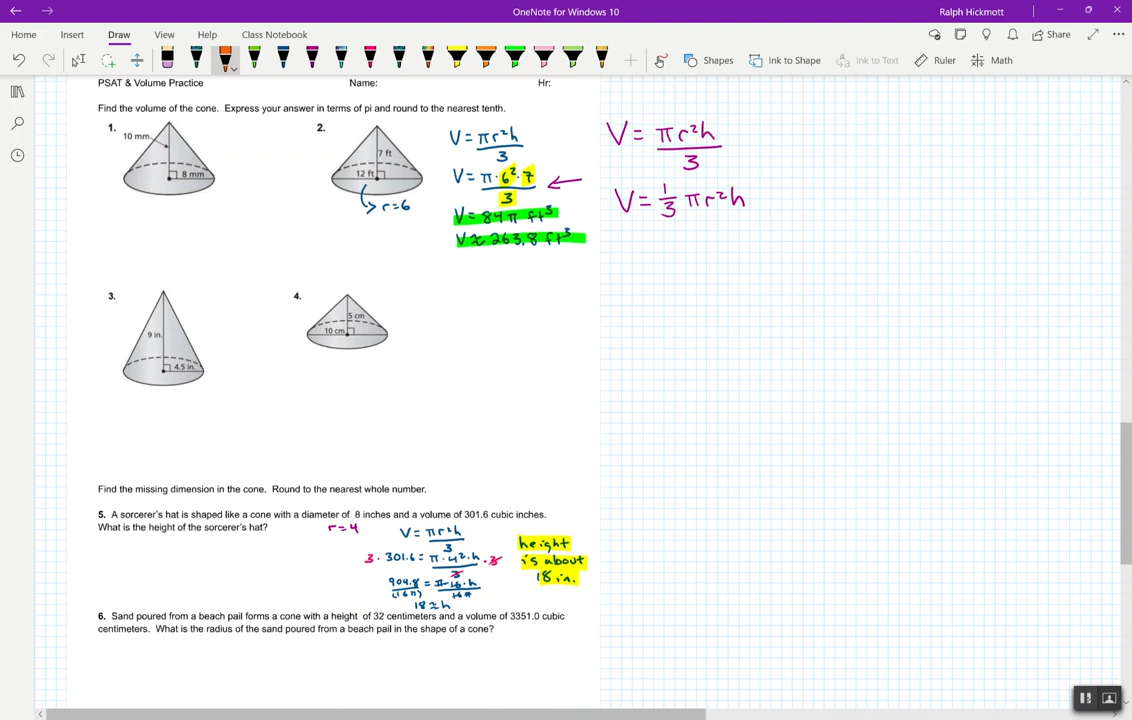 OneNote for Windows 10
Ralph Hickmott
Home Insert Draw View Help Class Notebook
Share
Shapes Ink to Shape Ink to Text Ruler Math
PSAT & Volume Practice Name: Hr:
Find the volume of the cone. Express your answer in terms of pi and round to the nearest tenth.
1.
10 mm
8 mm
2.
7 ft
12 ft
r=6
V = πr²h
3
V = π · 6² · 7
3
V = 84π ft³
V ≈ 263.8 ft³
V = πr²h
3
V = 1/3 πr²h
3.
9 in.
4.5 in.
4.
5 cm
10 cm
Find the missing dimension in the cone. Round to the nearest whole number.
5. A sorcerer's hat is shaped like a cone with a diameter of 8 inches and a volume of 301.6 cubic inches.
What is the height of the sorcerer's hat?
r=4
V = πr²h
3
3 · 301.6 = π · 4² · h · 3
3
904.8 = π · 16 · h
(16π) 16π
18 ≈ h
height
is about
18 in.
6. Sand poured from a beach pail forms a cone with a height of 32 centimeters and a volume of 3351.0 cubic
centimeters. What is the radius of the sand poured from a beach pail in the shape of a cone?